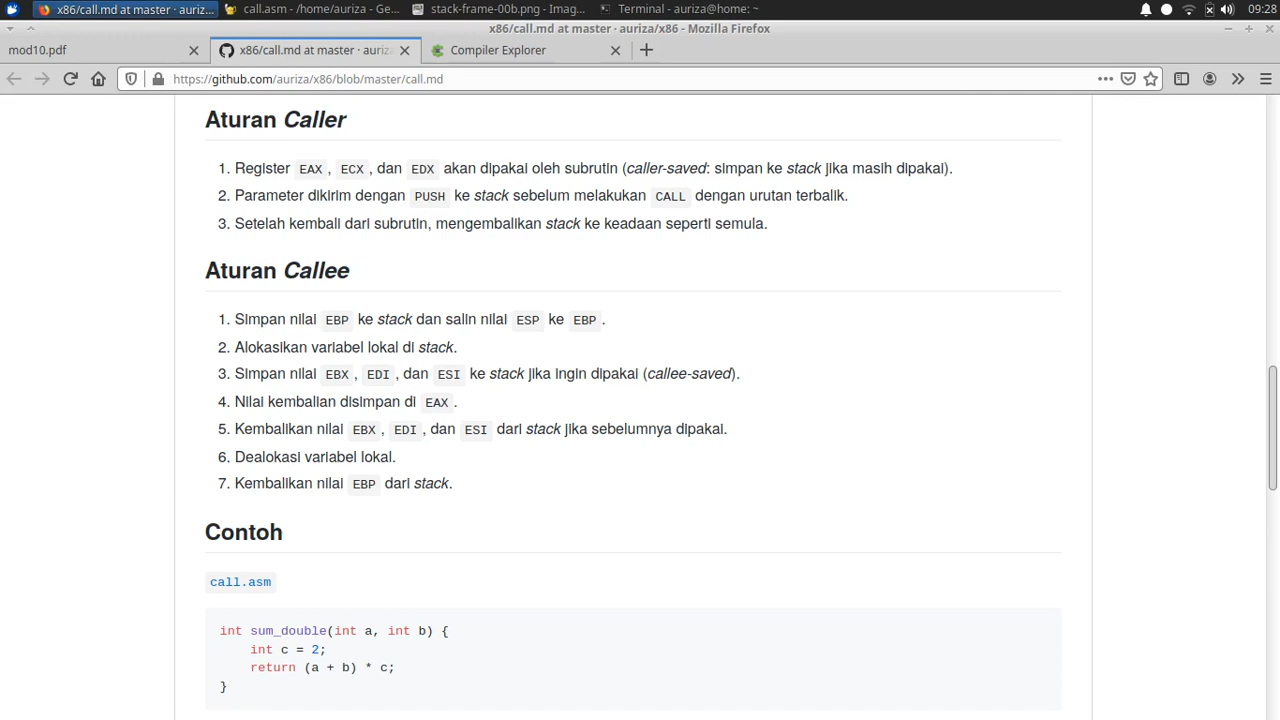 x86/call.md at master · auriz...
call.asm - /home/auriza - Ge...
stack-frame-00b.png - Imag...
Terminal - auriza@home: ~
09:28
x86/call.md at master · auriza/x86 - Mozilla Firefox
mod10.pdf
x86/call.md at master · auriza
Compiler Explorer
https://github.com/auriza/x86/blob/master/call.md
Aturan Caller
1. Register EAX, ECX, dan EDX akan dipakai oleh subrutin (caller-saved: simpan ke stack jika masih dipakai).
2. Parameter dikirim dengan PUSH ke stack sebelum melakukan CALL dengan urutan terbalik.
3. Setelah kembali dari subrutin, mengembalikan stack ke keadaan seperti semula.
Aturan Callee
1. Simpan nilai EBP ke stack dan salin nilai ESP ke EBP.
2. Alokasikan variabel lokal di stack.
3. Simpan nilai EBX, EDI, dan ESI ke stack jika ingin dipakai (callee-saved).
4. Nilai kembalian disimpan di EAX.
5. Kembalikan nilai EBX, EDI, dan ESI dari stack jika sebelumnya dipakai.
6. Dealokasi variabel lokal.
7. Kembalikan nilai EBP dari stack.
Contoh
call.asm
int sum_double(int a, int b) {
    int c = 2;
    return (a + b) * c;
}